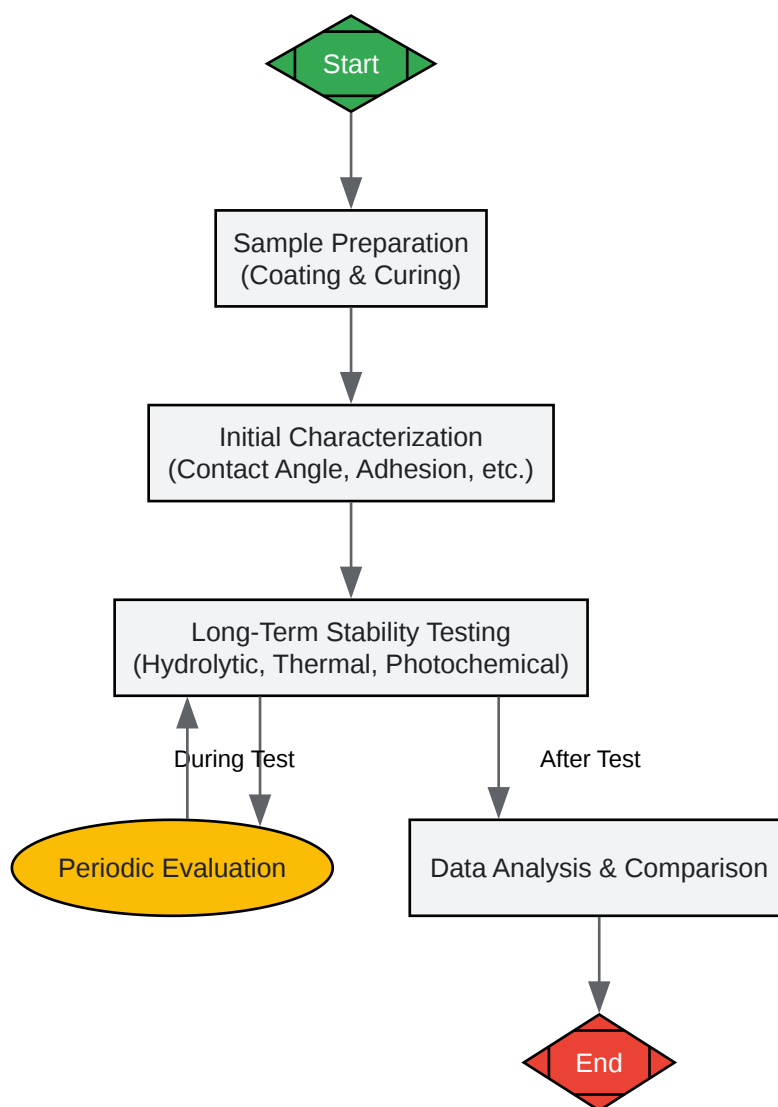 Start
Sample Preparation
(Coating & Curing)
Initial Characterization
(Contact Angle, Adhesion, etc.)
Long-Term Stability Testing
(Hydrolytic, Thermal, Photochemical)
During Test
After Test
Periodic Evaluation
Data Analysis & Comparison
End